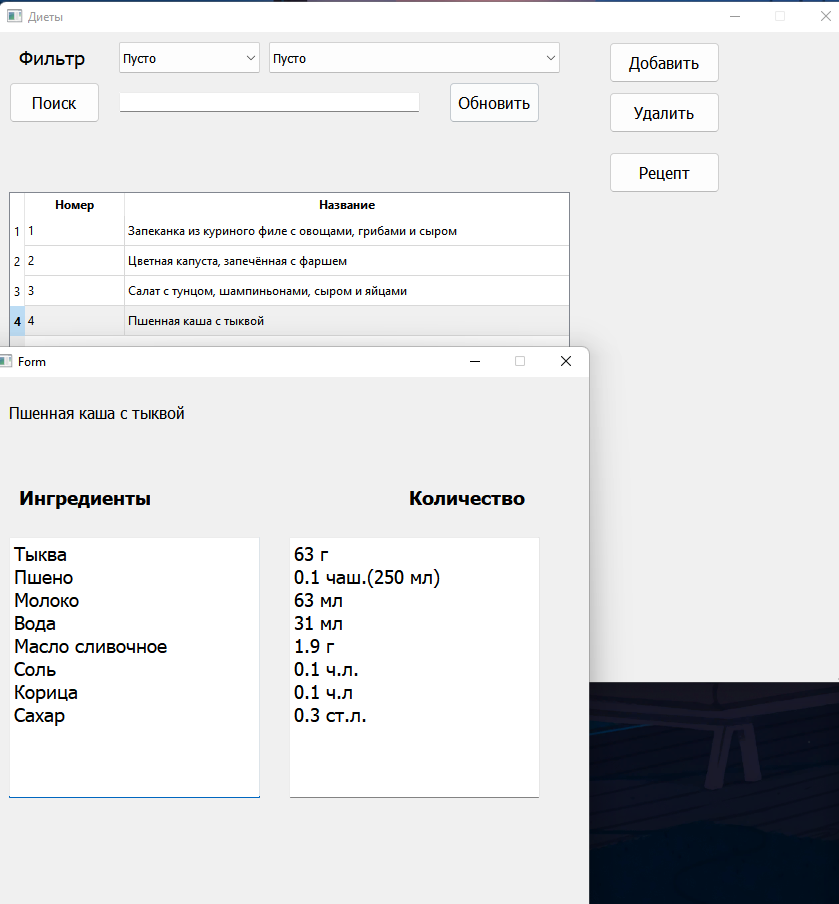 Диеты
Фильтр Пусто Пусто Добавить
Поиск Обновить Удалить
Рецепт
Номер Название
1 1 Запеканка из куриного филе с овощами, грибами и сыром
2 2 Цветная капуста, запечённая с фаршем
3 3 Салат с тунцом, шампиньонами, сыром и яйцами
4 4 Пшенная каша с тыквой
Form
Пшенная каша с тыквой
Ингредиенты Количество
Тыква 63 г
Пшено 0.1 чаш.(250 мл)
Молоко 63 мл
Вода 31 мл
Масло сливочное 1.9 г
Соль 0.1 ч.л.
Корица 0.1 ч.л
Сахар 0.3 ст.л.